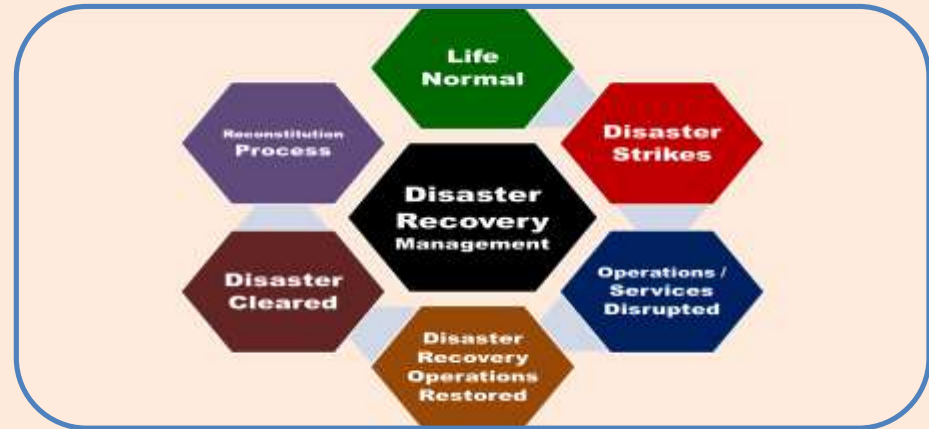 Life
Normal
Disaster
Strikes
Operations /
Services
Disrupted
Disaster
Recovery
Operations
Restored
Disaster
Cleared
Reconstitution
Process
Disaster
Recovery
Management